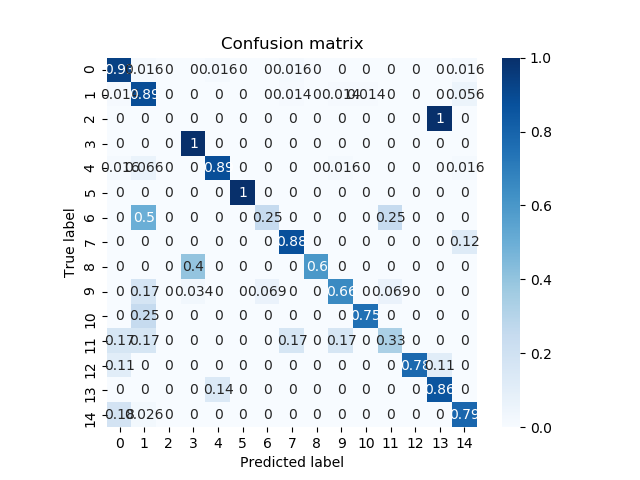 Confusion matrix
True label
0 0.016 0 0 0.016 0 0 0.016 0 0 0 0 0 0 0.016
1 0.014 0.89 0 0 0 0 0 0.014 0 0.014 0.014 0 0 0 0.056
2 0 0 0 0 0 0 0 0 0 0 0 0 0 1 0
3 0 0 0 1 0 0 0 0 0 0 0 0 0 0 0
4 0.016 0.066 0 0 0.89 0 0 0 0 0.016 0 0 0 0 0.016
5 0 0 0 0 0 1 0 0 0 0 0 0 0 0 0
6 0 0.5 0 0 0 0 0.25 0 0 0 0 0.25 0 0 0
7 0 0 0 0 0 0 0 0.88 0 0 0 0 0 0 0.12
8 0 0 0 0.4 0 0 0 0 0.6 0 0 0 0 0 0
9 0 0.17 0 0.034 0 0 0.069 0 0 0.66 0 0.069 0 0 0
10 0 0.25 0 0 0 0 0 0 0 0 0.75 0 0 0 0
11 0.17 0.17 0 0 0 0 0 0.17 0 0.17 0 0.33 0 0 0
12 0.11 0 0 0 0 0 0 0 0 0 0 0 0.78 0.11 0
13 0 0 0 0 0.14 0 0 0 0 0 0 0 0 0.86 0
14 0.18 0.026 0 0 0 0 0 0 0 0 0 0 0 0 0.79
0 1 2 3 4 5 6 7 8 9 10 11 12 13 14
Predicted label
1.0
0.8
0.6
0.4
0.2
0.0